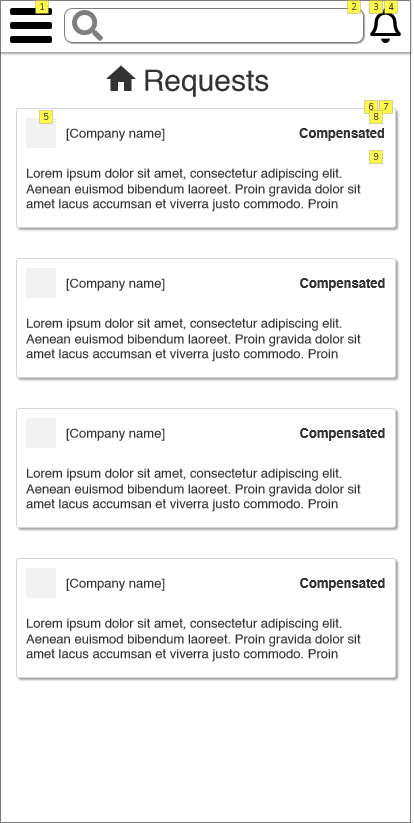 1 2 3 4
Requests
6 7
5 8
[Company name] Compensated
9
Lorem ipsum dolor sit amet, consectetur adipiscing elit.
Aenean euismod bibendum laoreet. Proin gravida dolor sit
amet lacus accumsan et viverra justo commodo. Proin
[Company name] Compensated
Lorem ipsum dolor sit amet, consectetur adipiscing elit.
Aenean euismod bibendum laoreet. Proin gravida dolor sit
amet lacus accumsan et viverra justo commodo. Proin
[Company name] Compensated
Lorem ipsum dolor sit amet, consectetur adipiscing elit.
Aenean euismod bibendum laoreet. Proin gravida dolor sit
amet lacus accumsan et viverra justo commodo. Proin
[Company name] Compensated
Lorem ipsum dolor sit amet, consectetur adipiscing elit.
Aenean euismod bibendum laoreet. Proin gravida dolor sit
amet lacus accumsan et viverra justo commodo. Proin